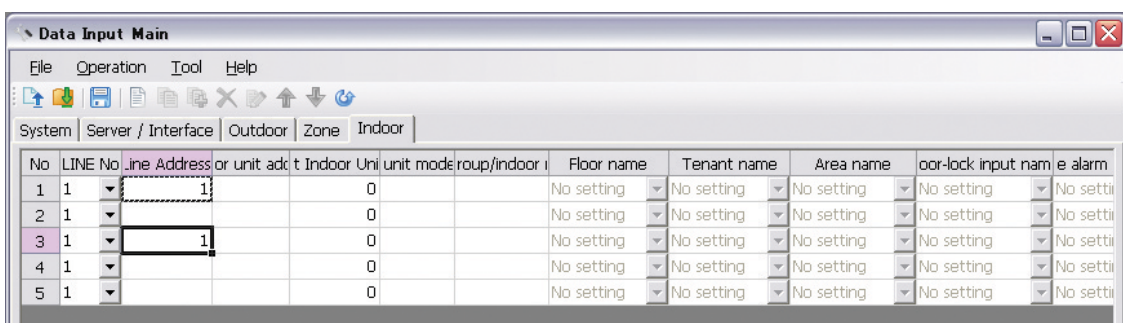 Data Input Main
File Operation Tool Help
System Server / Interface Outdoor Zone Indoor
No LINE No Line Address or unit add t Indoor Uni unit mode roup/indoor Floor name Tenant name Area name oor-lock input nam e alarm
1 1 1 0 No setting No setting No setting No setting No setti
2 1 0 No setting No setting No setting No setting No setti
3 1 1 0 No setting No setting No setting No setting No setti
4 1 0 No setting No setting No setting No setting No setti
5 1 0 No setting No setting No setting No setting No setti